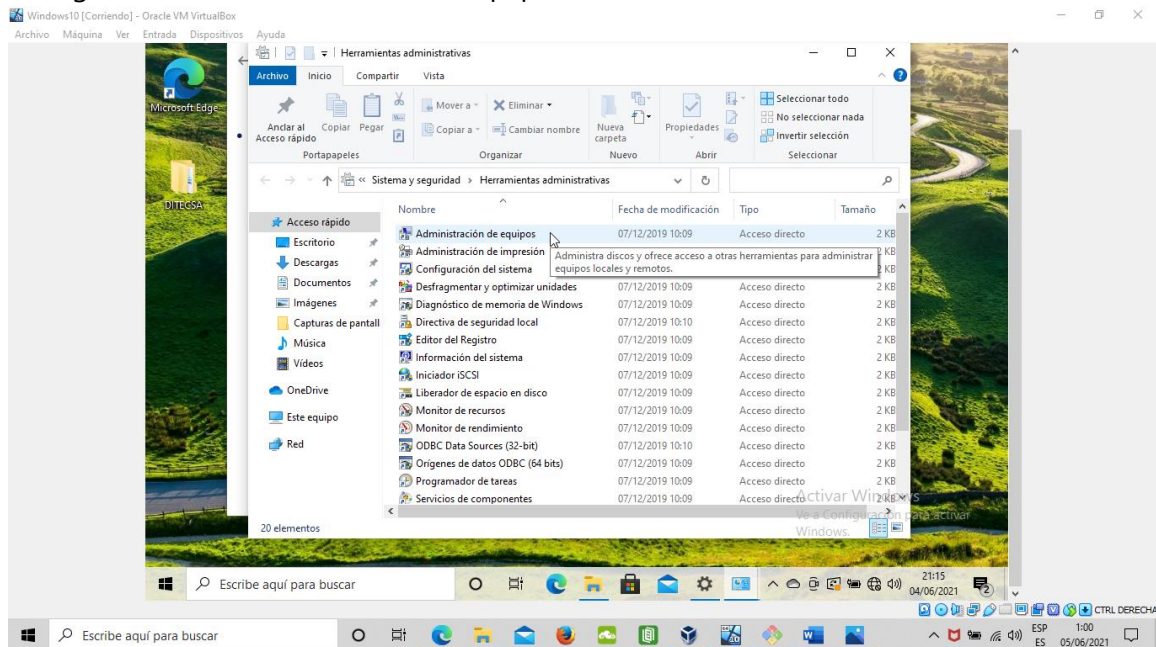 Windows10 [Corriendo] - Oracle VM VirtualBox
Archivo Máquina Ver Entrada Dispositivos Ayuda
Herramientas administrativas
Archivo Inicio Compartir Vista
Anclar al Acceso rápido
Copiar
Pegar
Mover a
Copiar a
Eliminar
Cambiar nombre
Nueva carpeta
Propiedades
Seleccionar todo
No seleccionar nada
Invertir selección
Portapapeles Organizar Nuevo Abrir Seleccionar
« Sistema y seguridad › Herramientas administrativas
Nombre Fecha de modificación Tipo Tamaño
Microsoft Edge
DITECSA
Acceso rápido
Escritorio
Descargas
Documentos
Imágenes
Capturas de pantall
Música
Vídeos
OneDrive
Este equipo
Red
Administración de equipos 07/12/2019 10:09 Acceso directo 2 KB
Administración de impresión
Administra discos y ofrece acceso a otras herramientas para administrar
equipos locales y remotos.
Configuración del sistema
Desfragmentar y optimizar unidades 07/12/2019 10:09 Acceso directo 2 KB
Diagnóstico de memoria de Windows 07/12/2019 10:09 Acceso directo 2 KB
Directiva de seguridad local 07/12/2019 10:10 Acceso directo 2 KB
Editor del Registro 07/12/2019 10:09 Acceso directo 2 KB
Información del sistema 07/12/2019 10:09 Acceso directo 2 KB
Iniciador iSCSI 07/12/2019 10:09 Acceso directo 2 KB
Liberador de espacio en disco 07/12/2019 10:09 Acceso directo 2 KB
Monitor de recursos 07/12/2019 10:09 Acceso directo 2 KB
Monitor de rendimiento 07/12/2019 10:09 Acceso directo 2 KB
ODBC Data Sources (32-bit) 07/12/2019 10:10 Acceso directo 2 KB
Orígenes de datos ODBC (64 bits) 07/12/2019 10:09 Acceso directo 2 KB
Programador de tareas 07/12/2019 10:09 Acceso directo 2 KB
Servicios de componentes 07/12/2019 10:09 Acceso directo 2 KB
Activar Windows
Ve a Configuración para activar
Windows.
20 elementos
Escribe aquí para buscar
21:15
04/06/2021
2
CTRL DERECHA
Escribe aquí para buscar
ESP
ES
1:00
05/06/2021